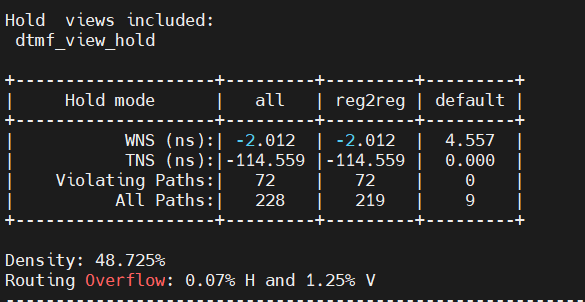 Hold  views included:
 dtmf_view_hold
+--------------------+---------+---------+---------+
|     Hold mode      |   all   | reg2reg | default |
+--------------------+---------+---------+---------+
|           WNS (ns):| -2.012  | -2.012  |  4.557  |
|           TNS (ns):|-114.559 |-114.559 |  0.000  |
|    Violating Paths:|   72    |   72    |    0    |
|          All Paths:|   228   |   219   |    9    |
+--------------------+---------+---------+---------+
Density: 48.725%
Routing Overflow: 0.07% H and 1.25% V
------------------------------------------------------------